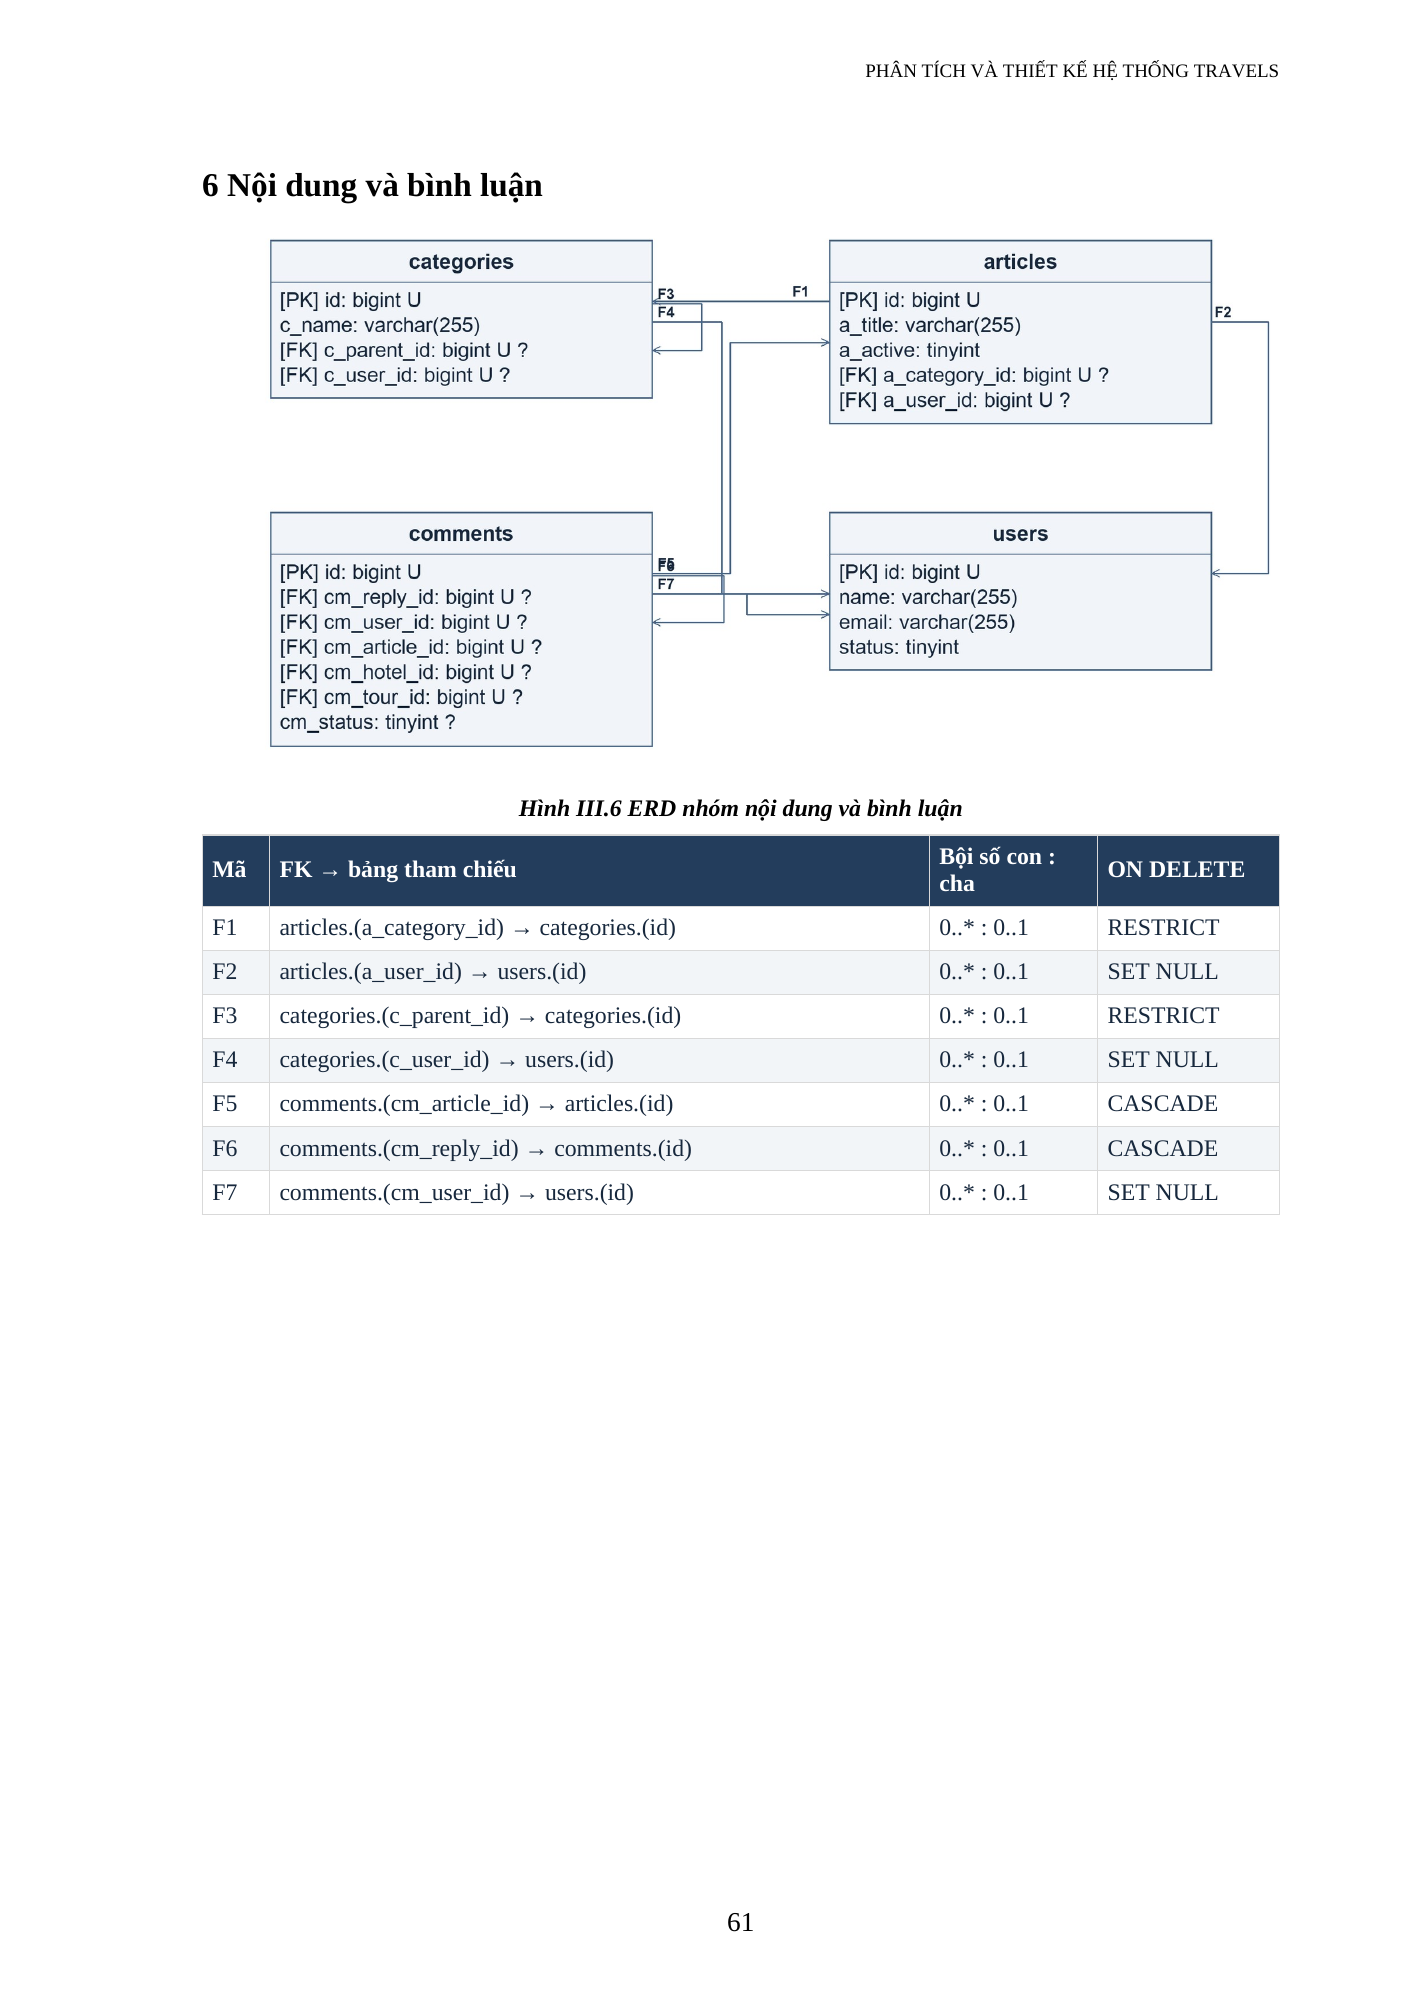 PHÂN TÍCH VÀ THIẾT KẾ HỆ THỐNG TRAVELS
6 Nội dung và bình luận
categories
[PK] id: bigint U
c_name: varchar(255)
[FK] c_parent_id: bigint U ?
[FK] c_user_id: bigint U ?
F3
F4
F1
articles
[PK] id: bigint U
a_title: varchar(255)
a_active: tinyint
[FK] a_category_id: bigint U ?
[FK] a_user_id: bigint U ?
F2
comments
[PK] id: bigint U
[FK] cm_reply_id: bigint U ?
[FK] cm_user_id: bigint U ?
[FK] cm_article_id: bigint U ?
[FK] cm_hotel_id: bigint U ?
[FK] cm_tour_id: bigint U ?
cm_status: tinyint ?
F5
F6
F7
users
[PK] id: bigint U
name: varchar(255)
email: varchar(255)
status: tinyint
Hình III.6 ERD nhóm nội dung và bình luận
Mã FK → bảng tham chiếu Bội số con : cha ON DELETE
F1 articles.(a_category_id) → categories.(id) 0..* : 0..1 RESTRICT
F2 articles.(a_user_id) → users.(id) 0..* : 0..1 SET NULL
F3 categories.(c_parent_id) → categories.(id) 0..* : 0..1 RESTRICT
F4 categories.(c_user_id) → users.(id) 0..* : 0..1 SET NULL
F5 comments.(cm_article_id) → articles.(id) 0..* : 0..1 CASCADE
F6 comments.(cm_reply_id) → comments.(id) 0..* : 0..1 CASCADE
F7 comments.(cm_user_id) → users.(id) 0..* : 0..1 SET NULL
61